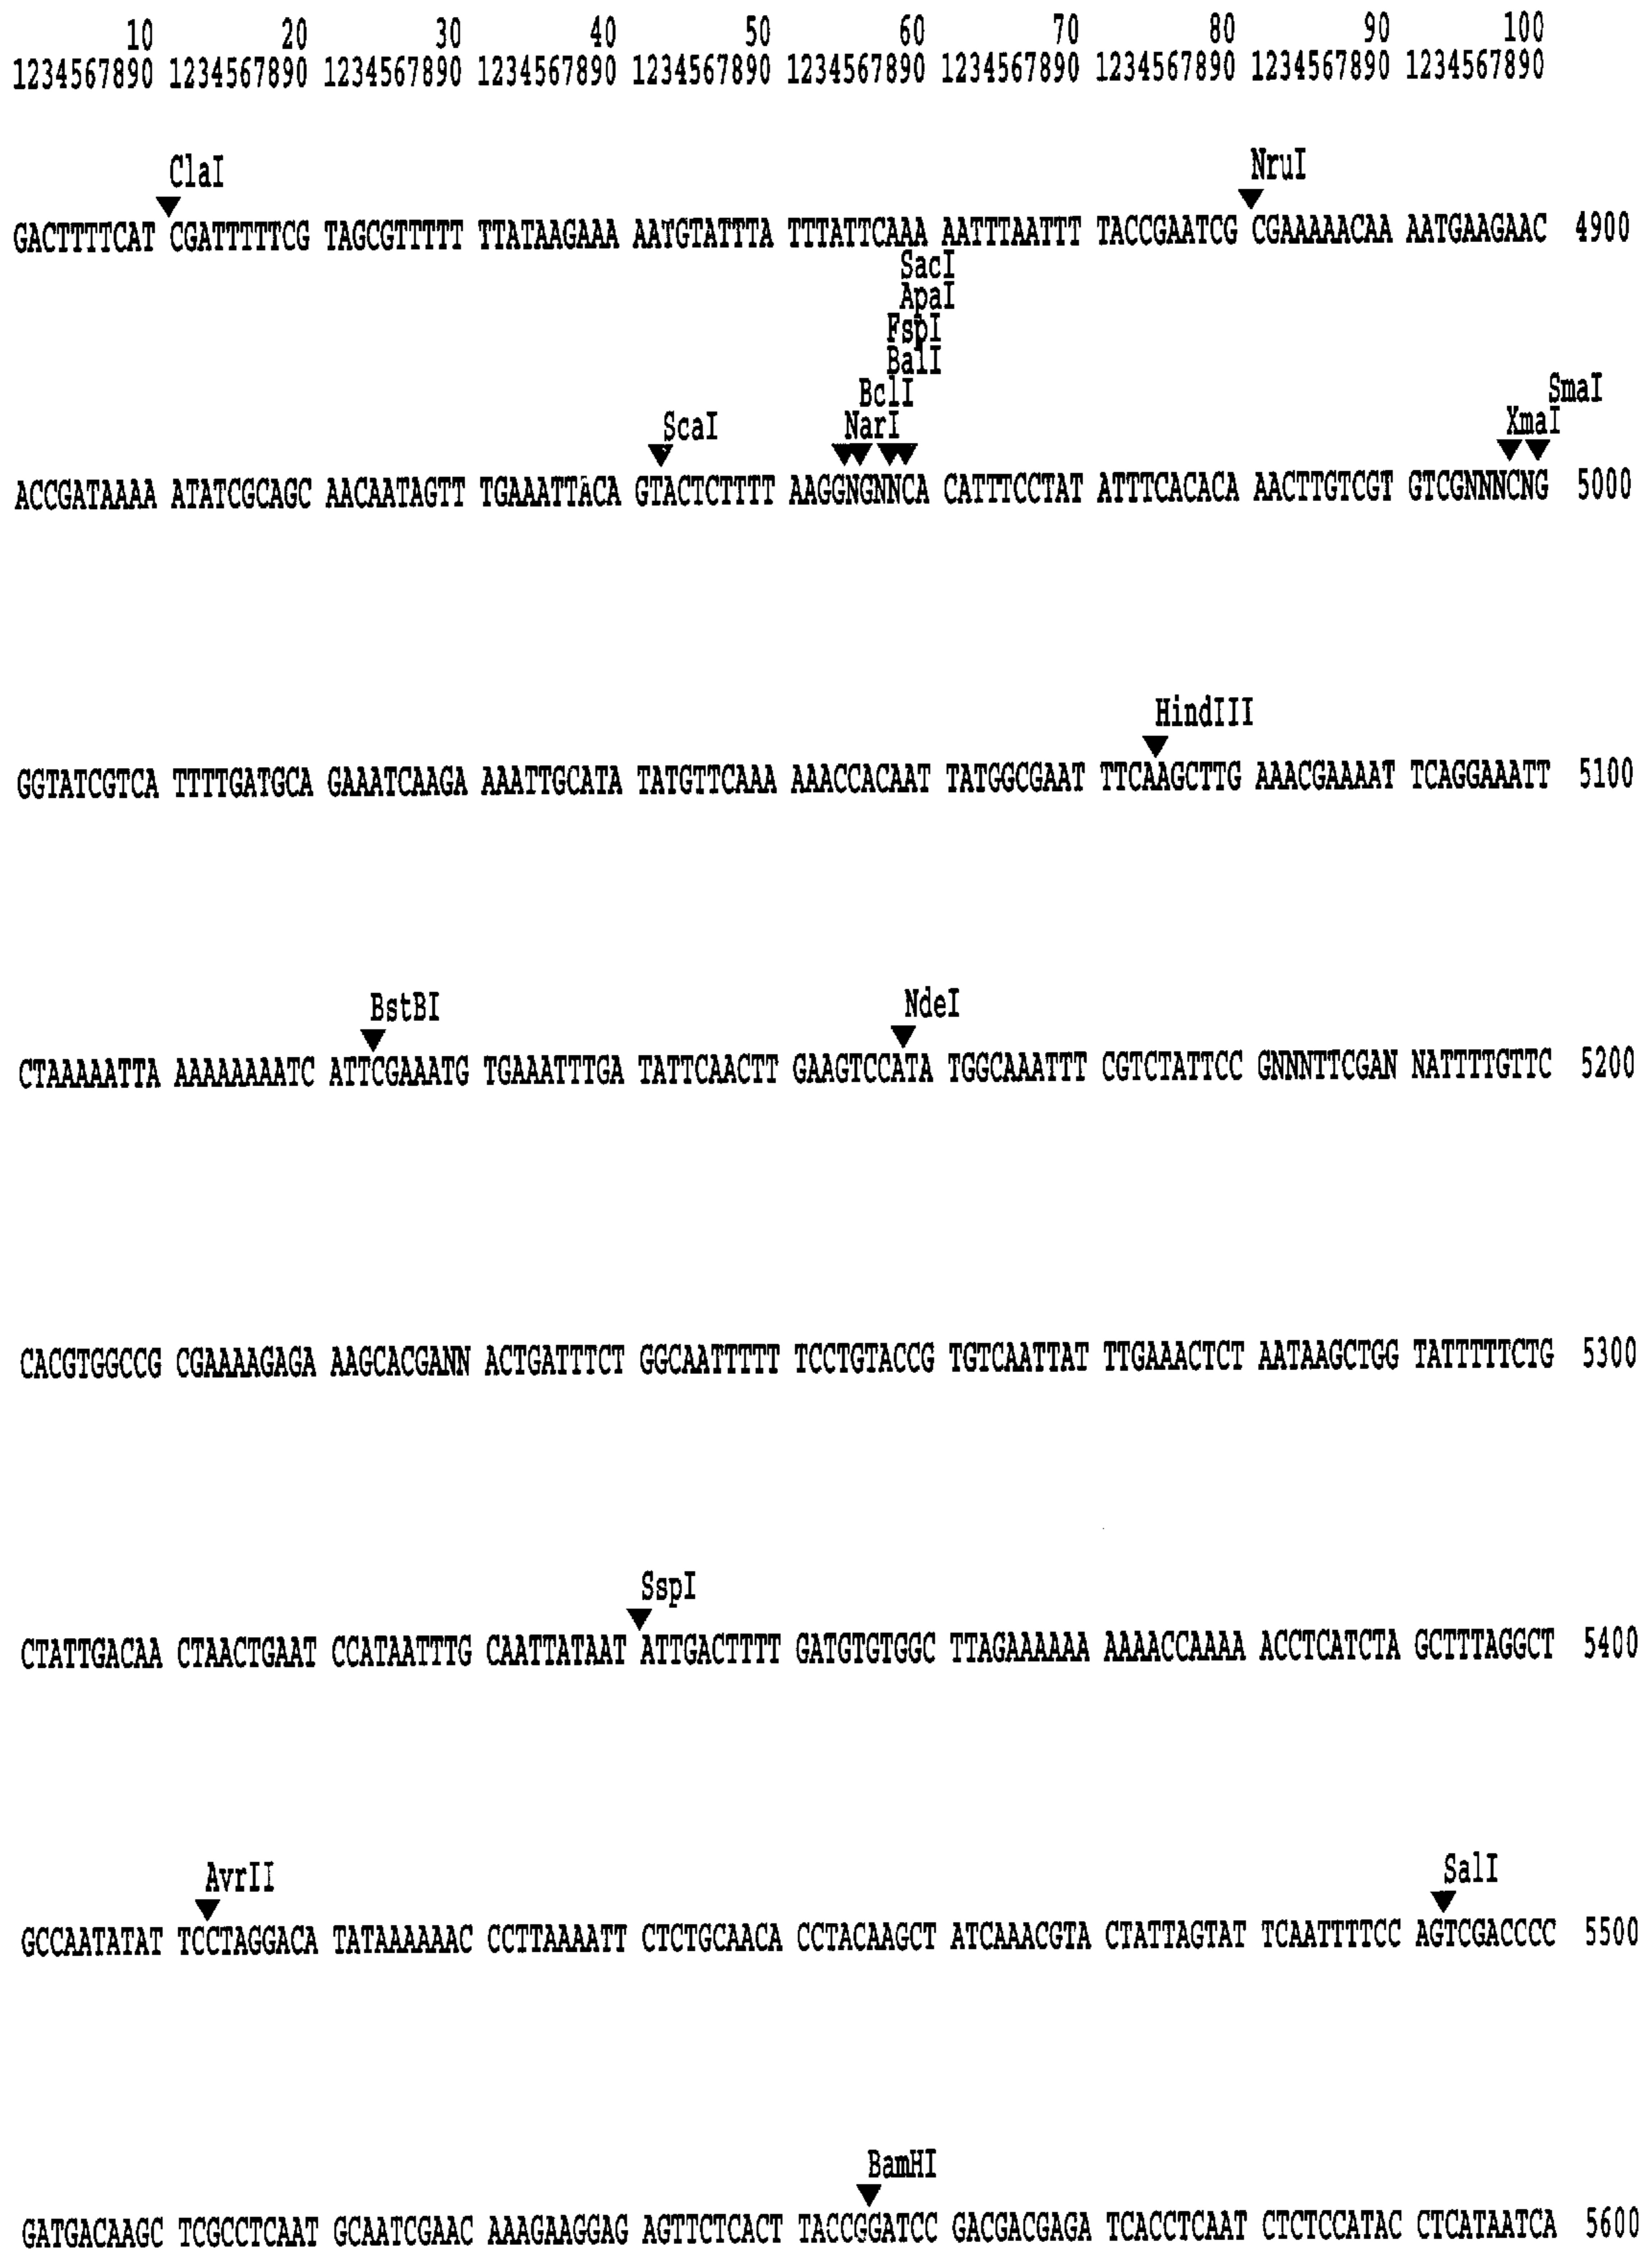 10 20 30 40 50 60 70 80 90 100
1234567890 1234567890 1234567890 1234567890 1234567890 1234567890 1234567890 1234567890 1234567890 1234567890
ClaI NruI
GACTTTTCAT CGATTTTTCG TAGCGTTTTT TTATAAGAAA AATGTATTTA TTTATTCAAA AATTTAATTT TACCGAATCG CGAAAAACAA AATGAAGAAC 4900
SacI
ApaI
FspI
BalI
BclI SmaI
ScaI NarI XmaI
ACCGATAAAA ATATCGCAGC AACAATAGTT TGAAATTACA GTACTCTTTT AAGGNGNNCA CATTTCCTAT ATTTCACACA AACTTGTCGT GTCGNNNCNG 5000
HindIII
GGTATCGTCA TTTTGATGCA GAAATCAAGA AAATTGCATA TATGTTCAAA AAACCACAAT TATGGCGAAT TTCAAGCTTG AAACGAAAAT TCAGGAAATT 5100
BstBI NdeI
CTAAAAATTA AAAAAAAATC ATTCGAAATG TGAAATTTGA TATTCAACTT GAAGTCCATA TGGCAAATTT CGTCTATTCC GNNNTTCGAN NATTTTGTTC 5200
CACGTGGCCG CGAAAAGAGA AAGCACGANN ACTGATTTCT GGCAATTTTT TCCTGTACCG TGTCAATTAT TTGAAACTCT AATAAGCTGG TATTTTTCTG 5300
SspI
CTATTGACAA CTAACTGAAT CCATAATTTG CAATTATAAT ATTGACTTTT GATGTGTGGC TTAGAAAAAA AAAACCAAAA ACCTCATCTA GCTTTAGGCT 5400
AvrII SalI
GCCAATATAT TCCTAGGACA TATAAAAAAC CCTTAAAATT CTCTGCAACA CCTACAAGCT ATCAAACGTA CTATTAGTAT TCAATTTTCC AGTCGACCCC 5500
BamHI
GATGACAAGC TCGCCTCAAT GCAATCGAAC AAAGAAGGAG AGTTCTCACT TACCGGATCC GACGACGAGA TCACCTCAAT CTCTCCATAC CTCATAATCA 5600